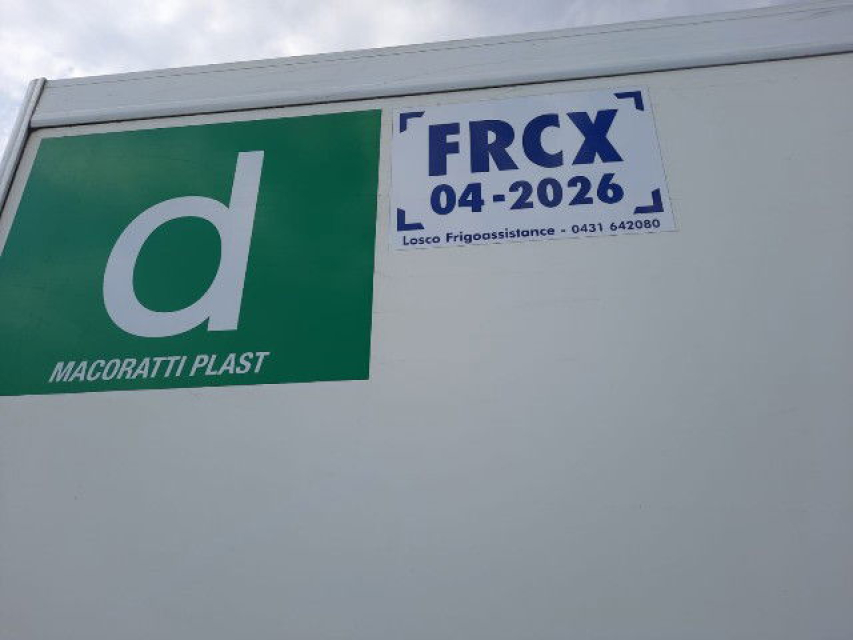 d
MACORATTI PLAST
FRCX
04-2026
Losco Frigoassistance - 0431 642080